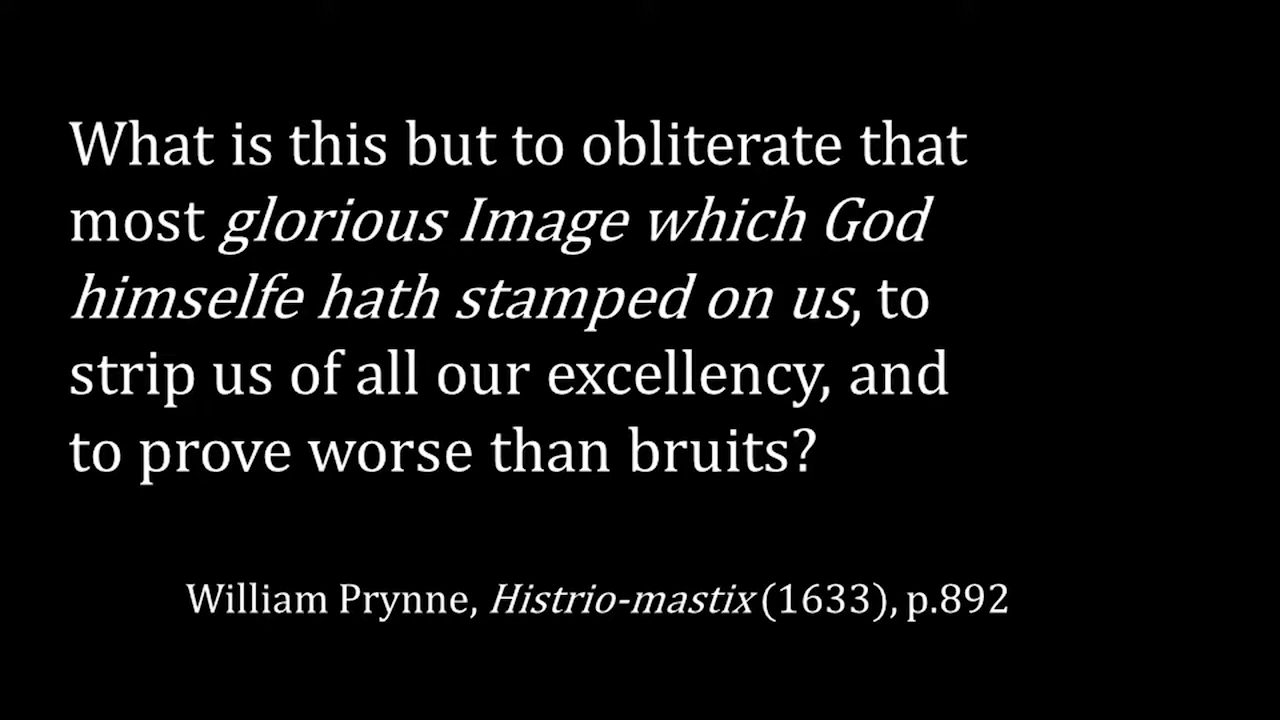 What is this but to obliterate that
most glorious Image which God
himselfe hath stamped on us, to
strip us of all our excellency, and
to prove worse than bruits?
William Prynne, Histrio-mastix (1633), p.892